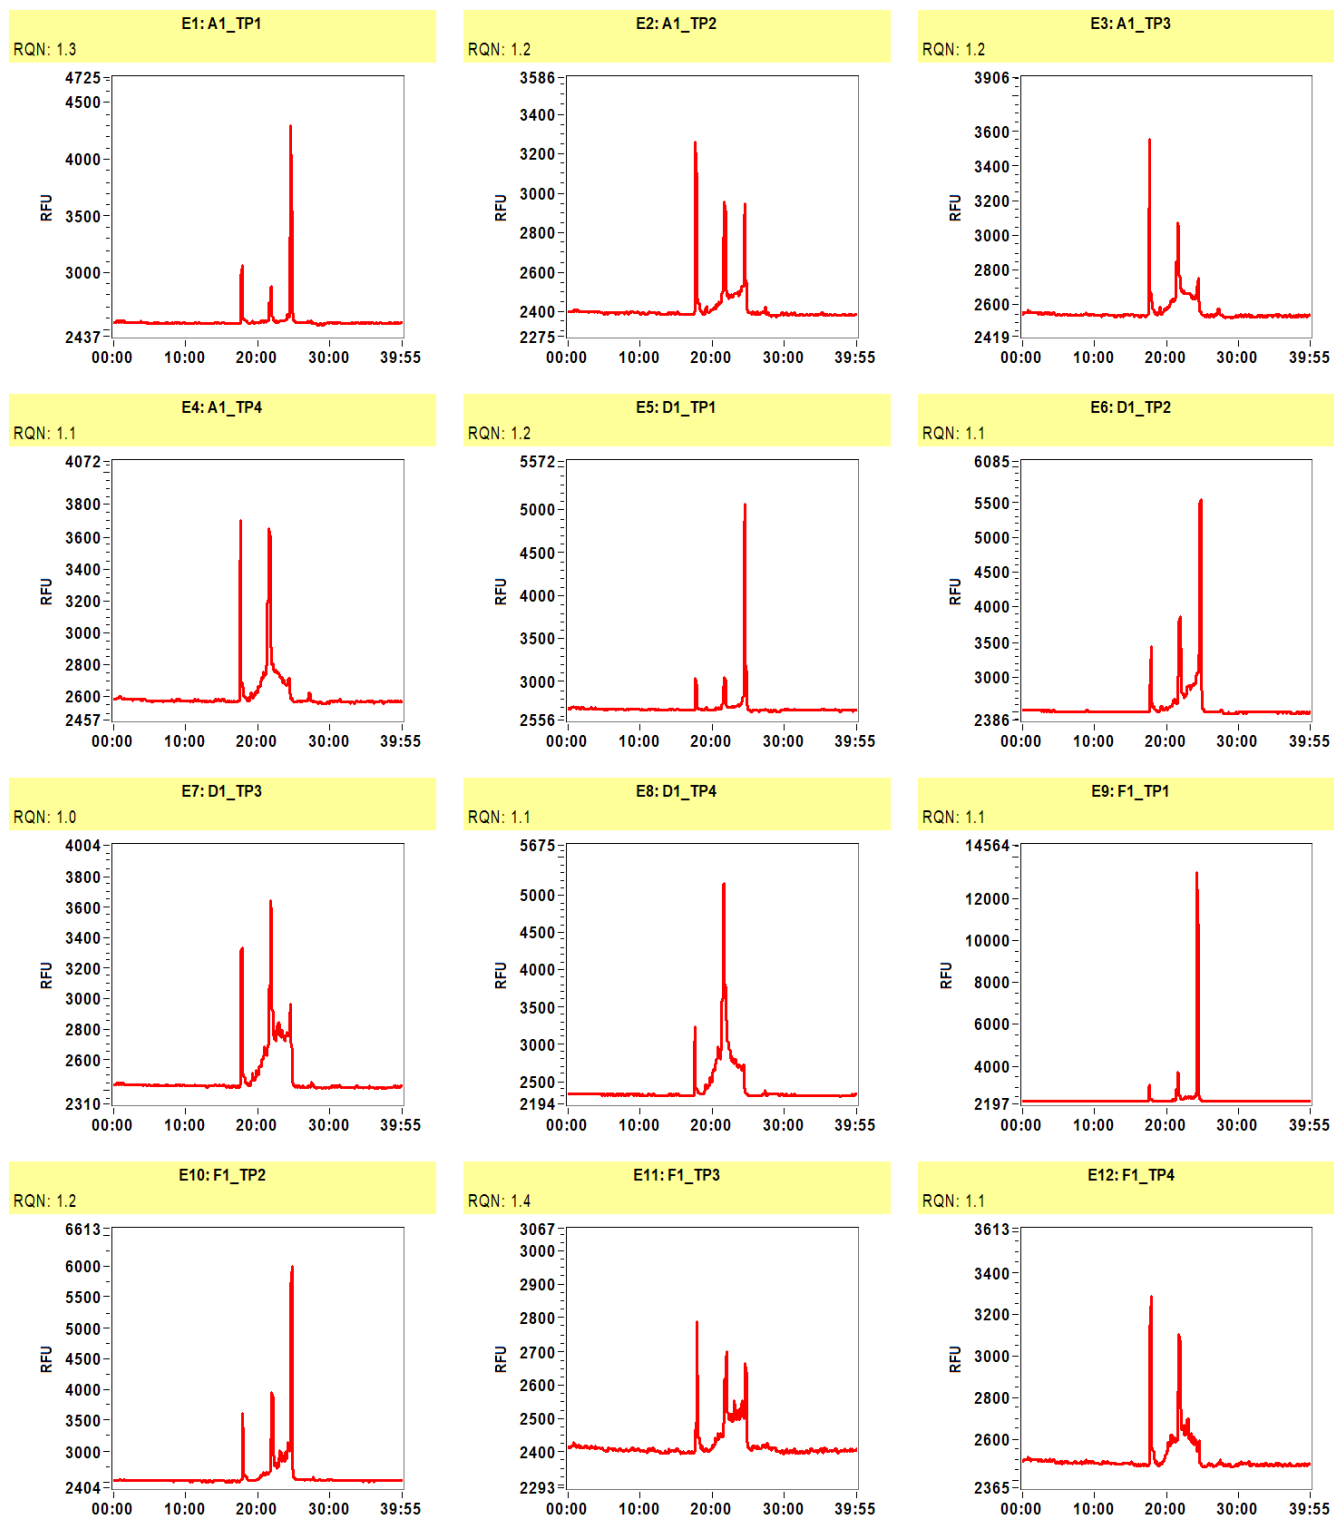 E1: A1_TP1
RQN: 1.3
4725
4500
4000
3500
3000
2437
RFU
00:00 10:00 20:00 30:00 39:55
E2: A1_TP2
RQN: 1.2
3586
3400
3200
3000
2800
2600
2400
2275
RFU
00:00 10:00 20:00 30:00 39:55
E3: A1_TP3
RQN: 1.2
3906
3600
3400
3200
3000
2800
2600
2419
RFU
00:00 10:00 20:00 30:00 39:55
E4: A1_TP4
RQN: 1.1
4072
3800
3600
3400
3200
3000
2800
2600
2457
RFU
00:00 10:00 20:00 30:00 39:55
E5: D1_TP1
RQN: 1.2
5572
5000
4500
4000
3500
3000
2556
RFU
00:00 10:00 20:00 30:00 39:55
E6: D1_TP2
RQN: 1.1
6085
5500
5000
4500
4000
3500
3000
2386
RFU
00:00 10:00 20:00 30:00 39:55
E7: D1_TP3
RQN: 1.0
4004
3800
3600
3400
3200
3000
2800
2600
2310
RFU
00:00 10:00 20:00 30:00 39:55
E8: D1_TP4
RQN: 1.1
5675
5000
4500
4000
3500
3000
2500
2194
RFU
00:00 10:00 20:00 30:00 39:55
E9: F1_TP1
RQN: 1.1
14564
12000
10000
8000
6000
4000
2197
RFU
00:00 10:00 20:00 30:00 39:55
E10: F1_TP2
RQN: 1.2
6613
6000
5500
5000
4500
4000
3500
3000
2404
RFU
00:00 10:00 20:00 30:00 39:55
E11: F1_TP3
RQN: 1.4
3067
3000
2900
2800
2700
2600
2500
2400
2293
RFU
00:00 10:00 20:00 30:00 39:55
E12: F1_TP4
RQN: 1.1
3613
3400
3200
3000
2800
2600
2365
RFU
00:00 10:00 20:00 30:00 39:55